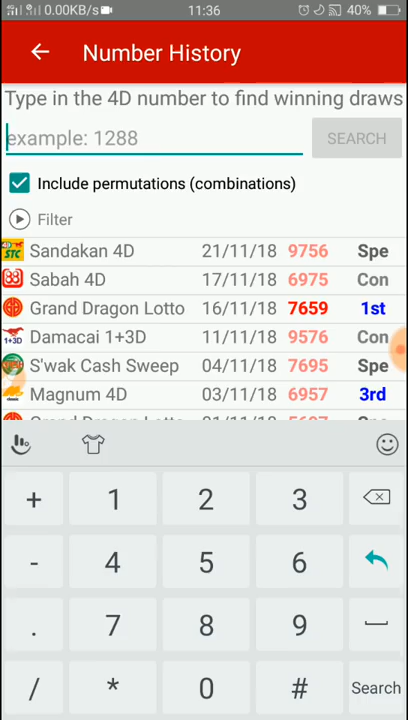 0.00KB/s 11:36 40%
Number History
Type in the 4D number to find winning draws
example: 1288 SEARCH
Include permutations (combinations)
Filter
Sandakan 4D 21/11/18 9756 Spe
Sabah 4D 17/11/18 6975 Con
Grand Dragon Lotto 16/11/18 7659 1st
Damacai 1+3D 11/11/18 9576 Con
S'wak Cash Sweep 04/11/18 7695 Spe
Magnum 4D 03/11/18 6957 3rd
+ 1 2 3
- 4 5 6
. 7 8 9
/ * 0 # Search